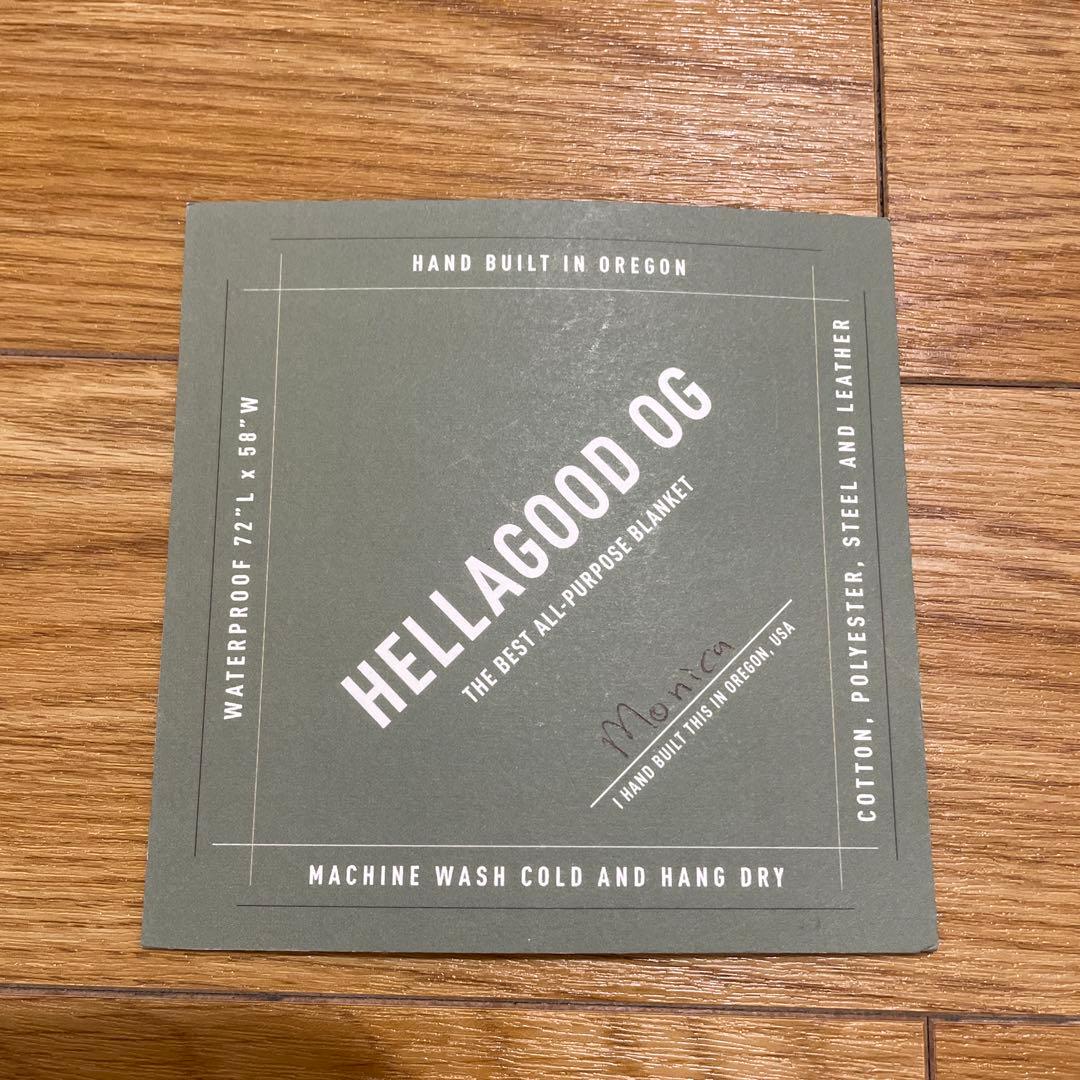 HAND BUILT IN OREGON
WATERPROOF 72"L x 58"W
HELLAGOOD OG
THE BEST ALL-PURPOSE BLANKET
Monica
I HAND BUILT THIS IN OREGON, USA
COTTON, POLYESTER, STEEL AND LEATHER
MACHINE WASH COLD AND HANG DRY